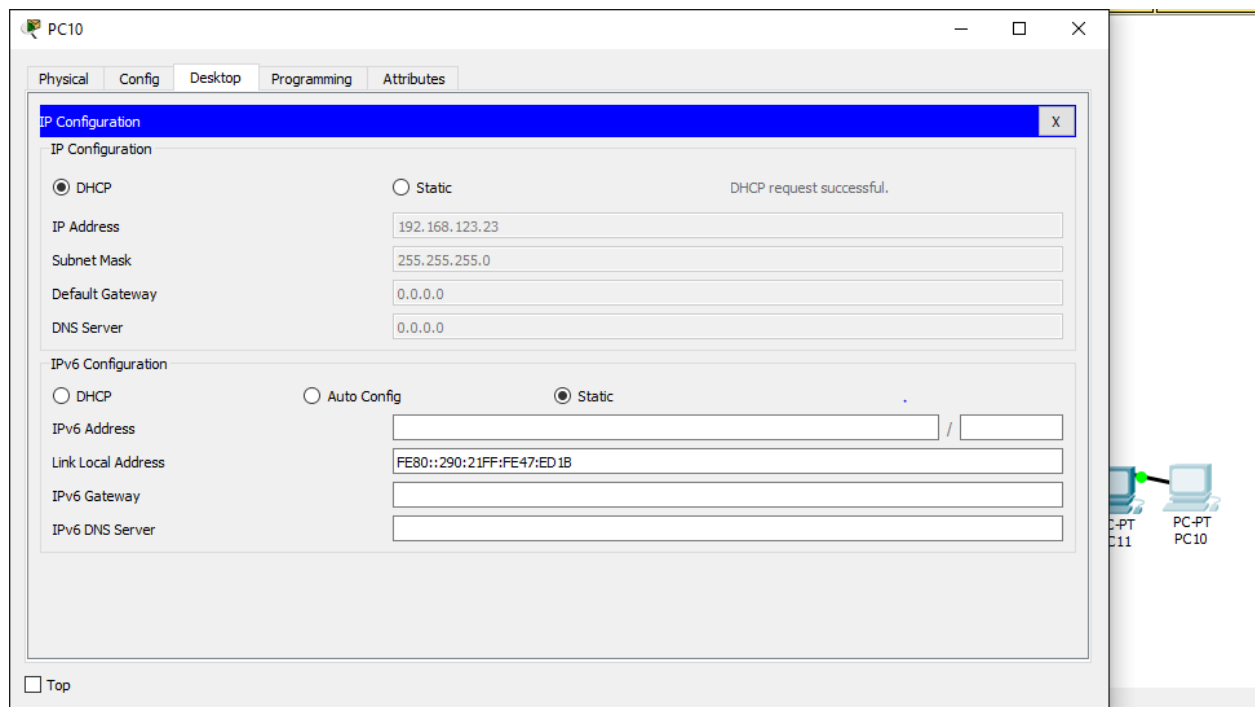 PC10
Physical Config Desktop Programming Attributes
IP Configuration X
IP Configuration
DHCP Static DHCP request successful.
IP Address 192.168.123.23
Subnet Mask 255.255.255.0
Default Gateway 0.0.0.0
DNS Server 0.0.0.0
IPv6 Configuration
DHCP Auto Config Static
IPv6 Address /
Link Local Address FE80::290:21FF:FE47:ED1B
IPv6 Gateway
IPv6 DNS Server
Top
C-PT
C11
PC-PT
PC10